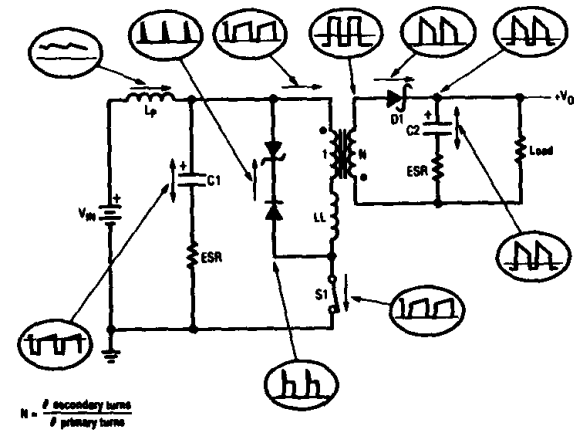 LP
+
C1
ESR
VIN
+
1
N
LL
S1
D1
+
C2
ESR
Load
+VO
N = # secondary turns
# primary turns